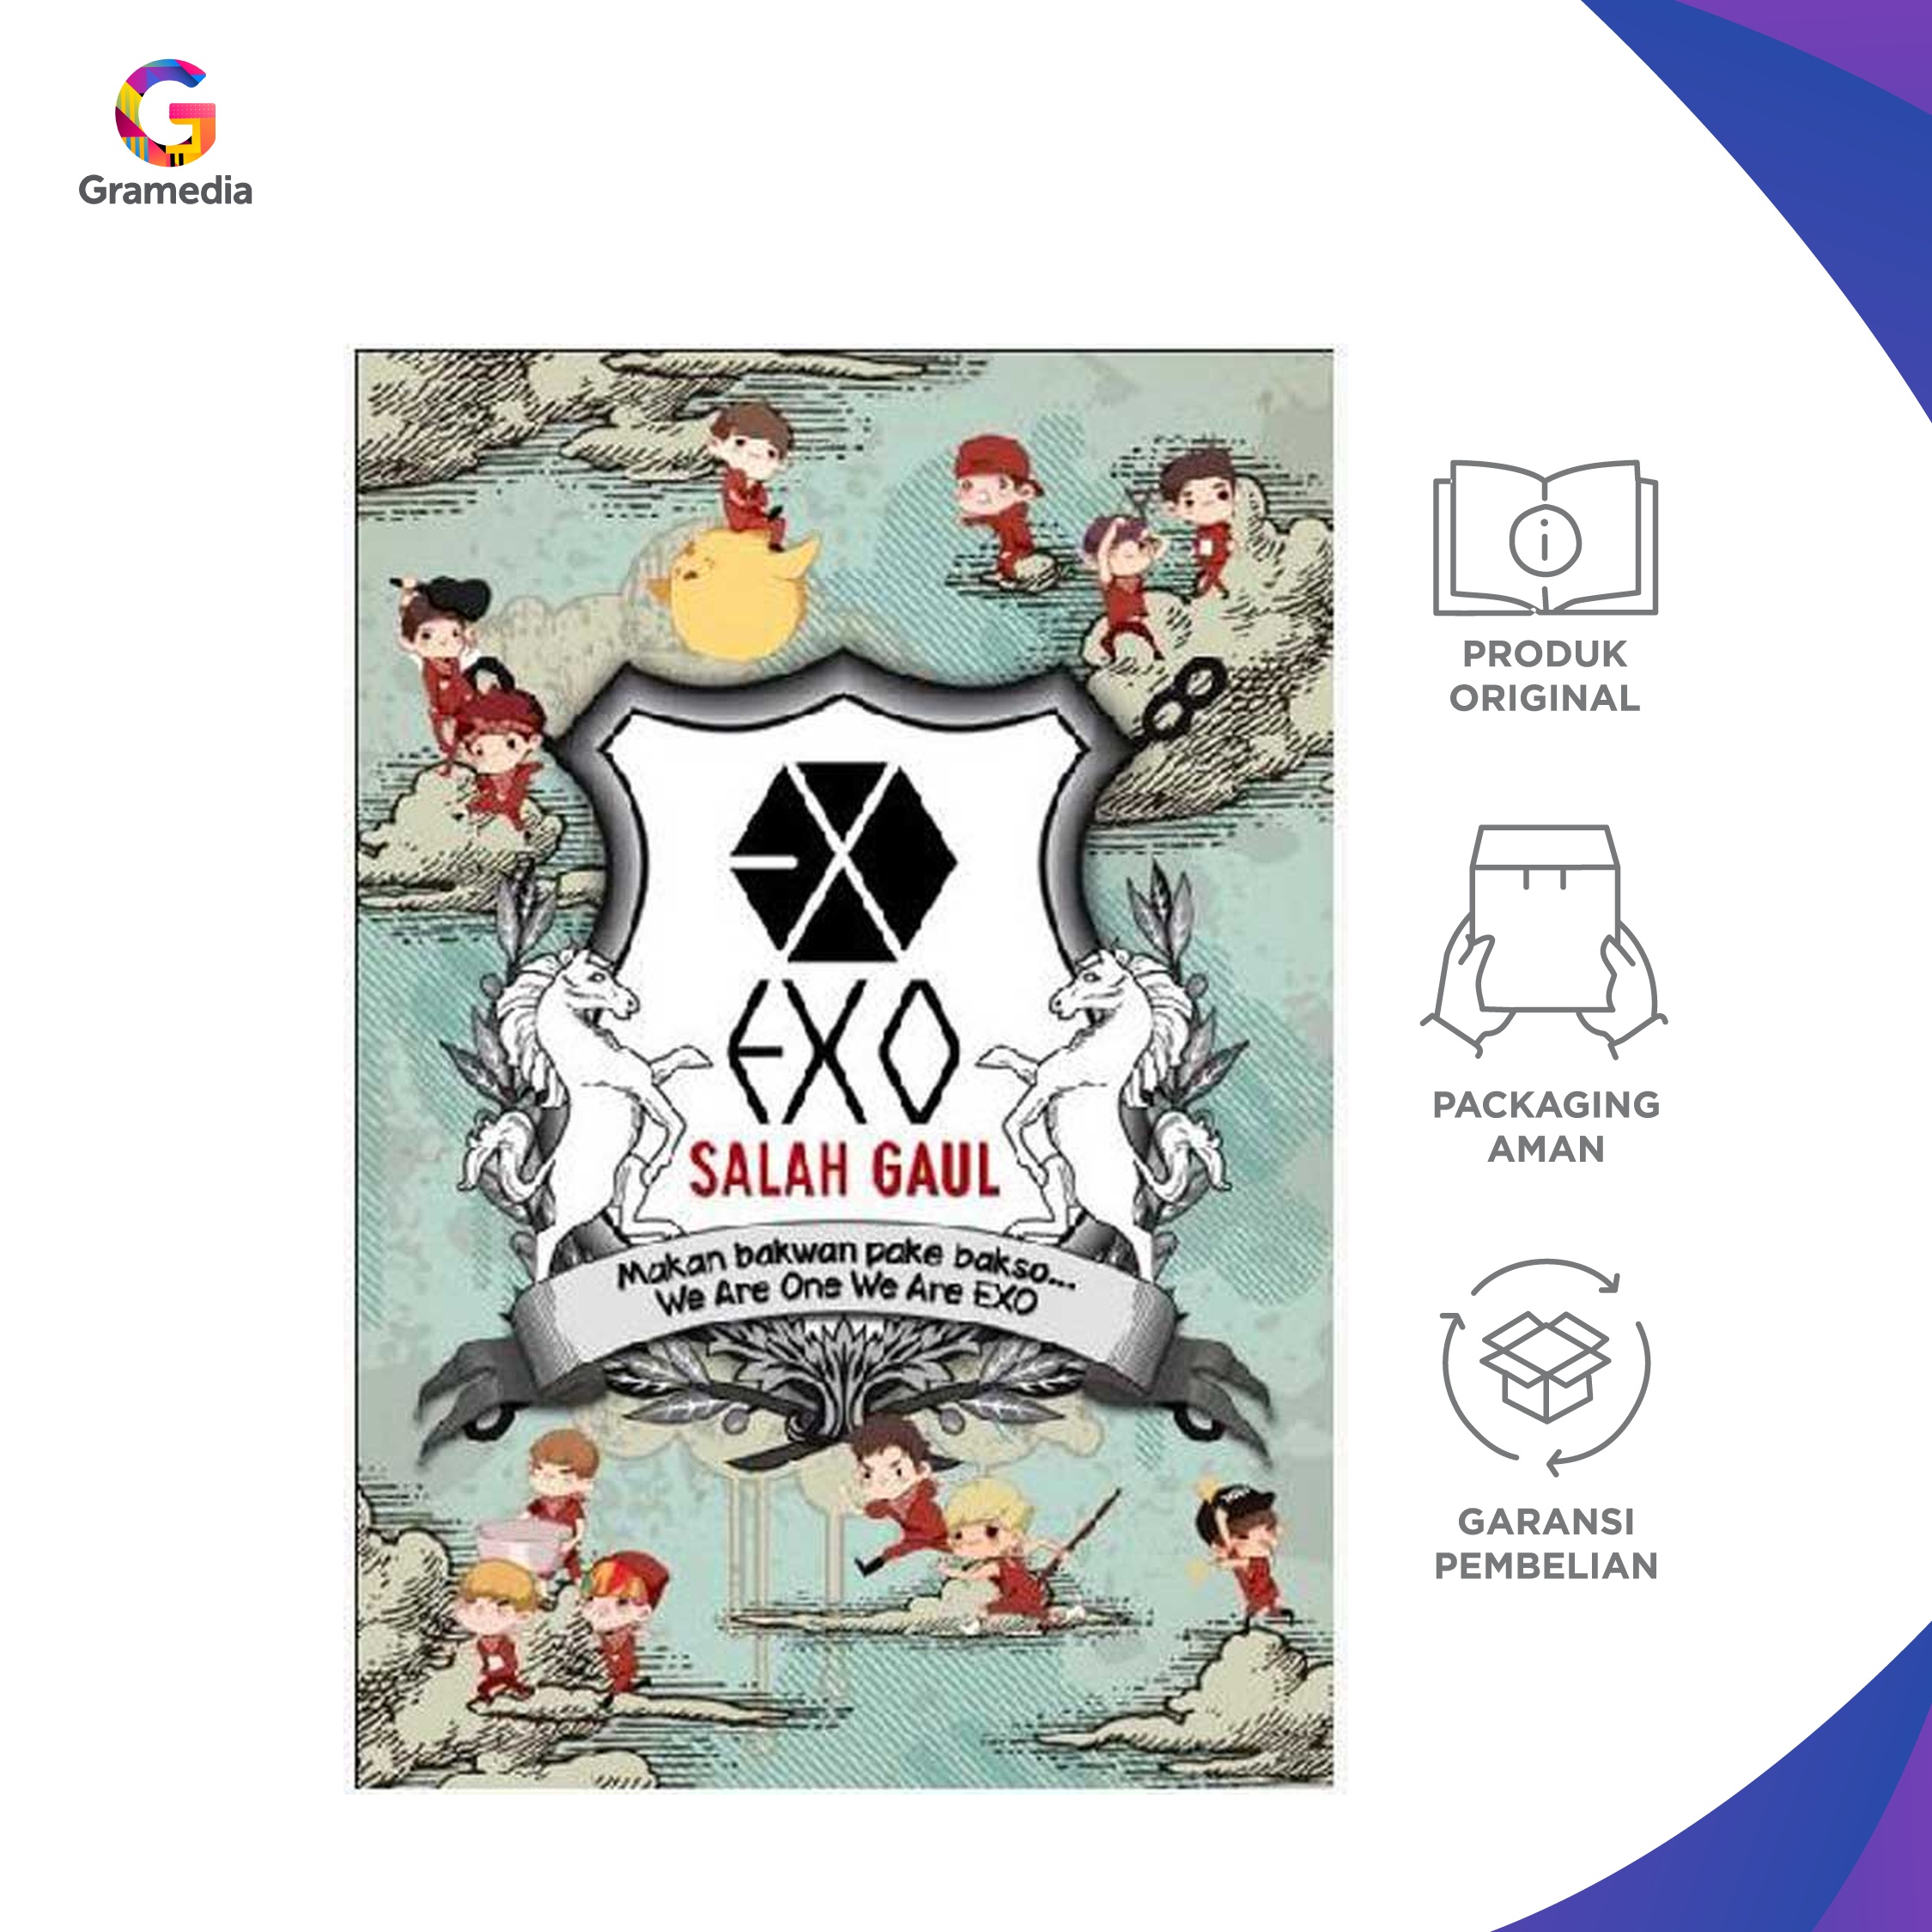 Gramedia
EXO
EXO
SALAH GAUL
Makan bakwan pake bakso...
We Are One We Are EXO
PRODUK
ORIGINAL
PACKAGING
AMAN
GARANSI
PEMBELIAN